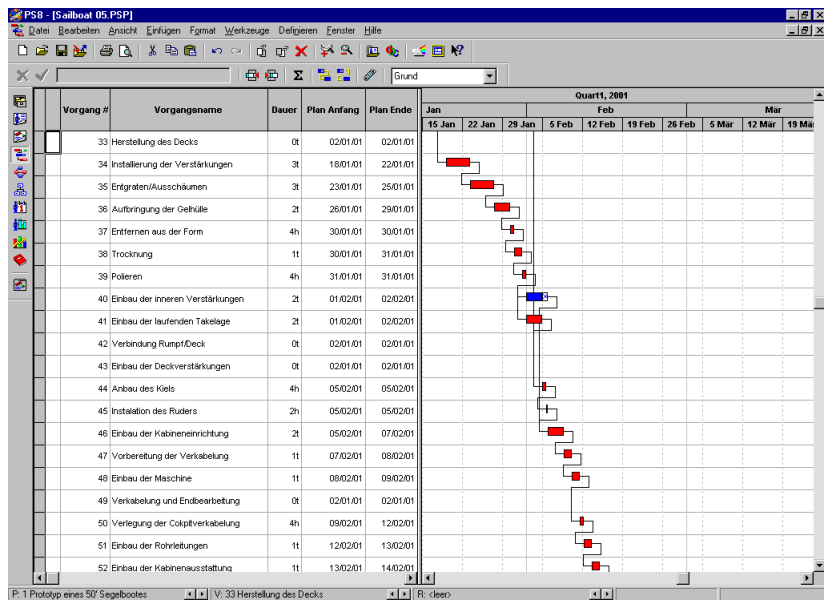 PS8 - [Sailboat 05.PSP]
Datei Bearbeiten Ansicht Einfügen Format Werkzeuge Definieren Fenster Hilfe
Grund
Vorgang # Vorgangsname Dauer Plan Anfang Plan Ende
Quart1, 2001
Jan Feb Mär
15 Jan 22 Jan 29 Jan 5 Feb 12 Feb 19 Feb 26 Feb 5 Mär 12 Mär 19 Mär
33 Herstellung des Decks 0t 02/01/01 02/01/01
34 Installierung der Verstärkungen 3t 18/01/01 22/01/01
35 Entgraten/Ausschäumen 3t 23/01/01 25/01/01
36 Aufbringung der Gelhülle 2t 26/01/01 29/01/01
37 Entfernen aus der Form 4h 30/01/01 30/01/01
38 Trocknung 1t 30/01/01 31/01/01
39 Polieren 4h 31/01/01 31/01/01
40 Einbau der inneren Verstärkungen 2t 01/02/01 02/02/01
41 Einbau der laufenden Takelage 2t 01/02/01 02/02/01
42 Verbindung Rumpf/Deck 0t 02/01/01 02/01/01
43 Einbau der Deckverstärkungen 0t 02/01/01 02/01/01
44 Anbau des Kiels 4h 05/02/01 05/02/01
45 Instalation des Ruders 2h 05/02/01 05/02/01
46 Einbau der Kabineneinrichtung 2t 05/02/01 07/02/01
47 Vorbereitung der Verkabelung 1t 07/02/01 08/02/01
48 Einbau der Maschine 1t 08/02/01 09/02/01
49 Verkabelung und Endbearbeitung 0t 02/01/01 02/01/01
50 Verlegung der Cokpitverkabelung 4h 09/02/01 12/02/01
51 Einbau der Rohrleitungen 1t 12/02/01 13/02/01
52 Einbau der Kabinenausstattung 1t 13/02/01 14/02/01
P: 1 Prototyp eines 50' Segelbootes V: 33 Herstellung des Decks R: <leer>